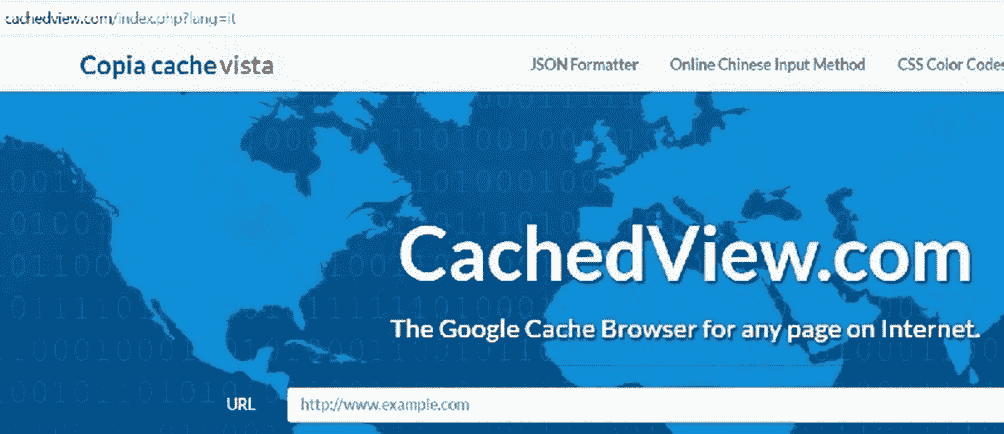 cachedview.com/index.php?lang=it
Copia cache vista JSON Formatter Online Chinese Input Method CSS Color Codes
CachedView.com
The Google Cache Browser for any page on Internet.
URL http://www.example.com